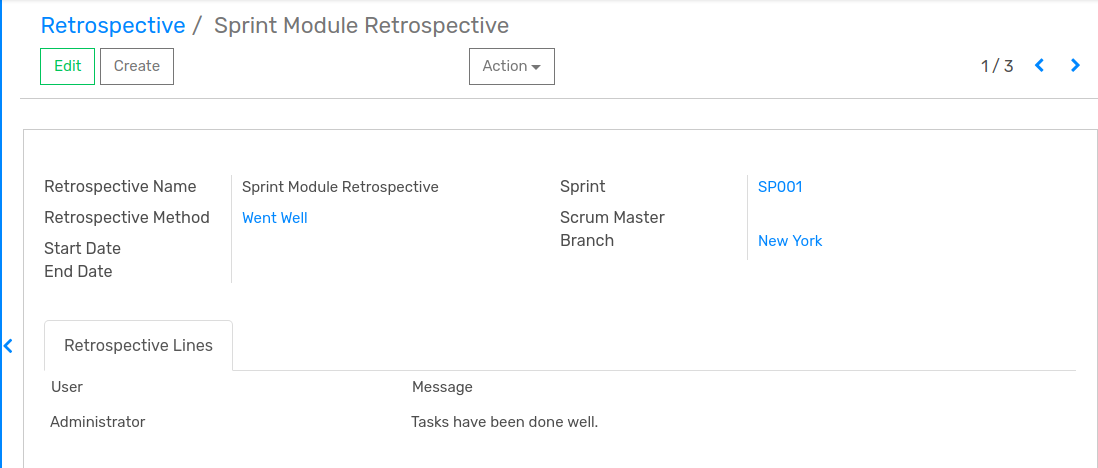 Retrospective / Sprint Module Retrospective
Edit Create Action 1 / 3
Retrospective Name Sprint Module Retrospective Sprint SP001
Retrospective Method Went Well Scrum Master
Start Date Branch New York
End Date
Retrospective Lines
User Message
Administrator Tasks have been done well.